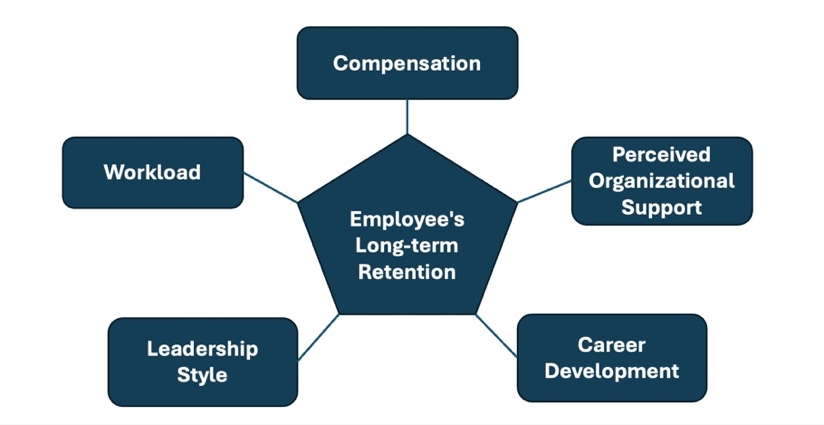 Compensation
Workload
Perceived
Organizational
Support
Employee's
Long-term
Retention
Leadership
Style
Career
Development